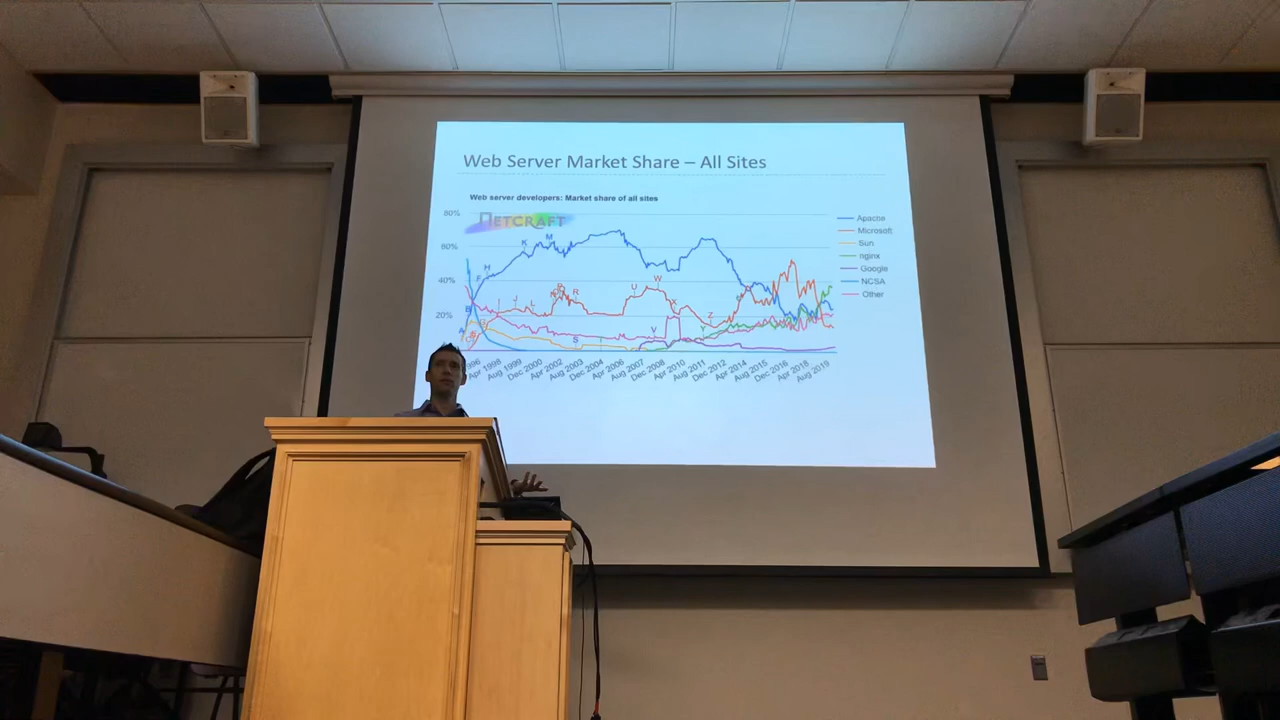 Web Server Market Share – All Sites
Web server developers: Market share of all sites
NETCRAFT
80%
60%
40%
20%
Apache
Microsoft
Sun
nginx
Google
NCSA
Other
K
M
H
F
I
J
L
R
U
W
X
Z
S
V
Y
B
A
Apr 1998
Aug 1999
Dec 2000
Apr 2002
Aug 2003
Dec 2004
Apr 2006
Aug 2007
Dec 2008
Apr 2010
Aug 2011
Dec 2012
Apr 2014
Aug 2015
Dec 2016
Apr 2018
Aug 2019